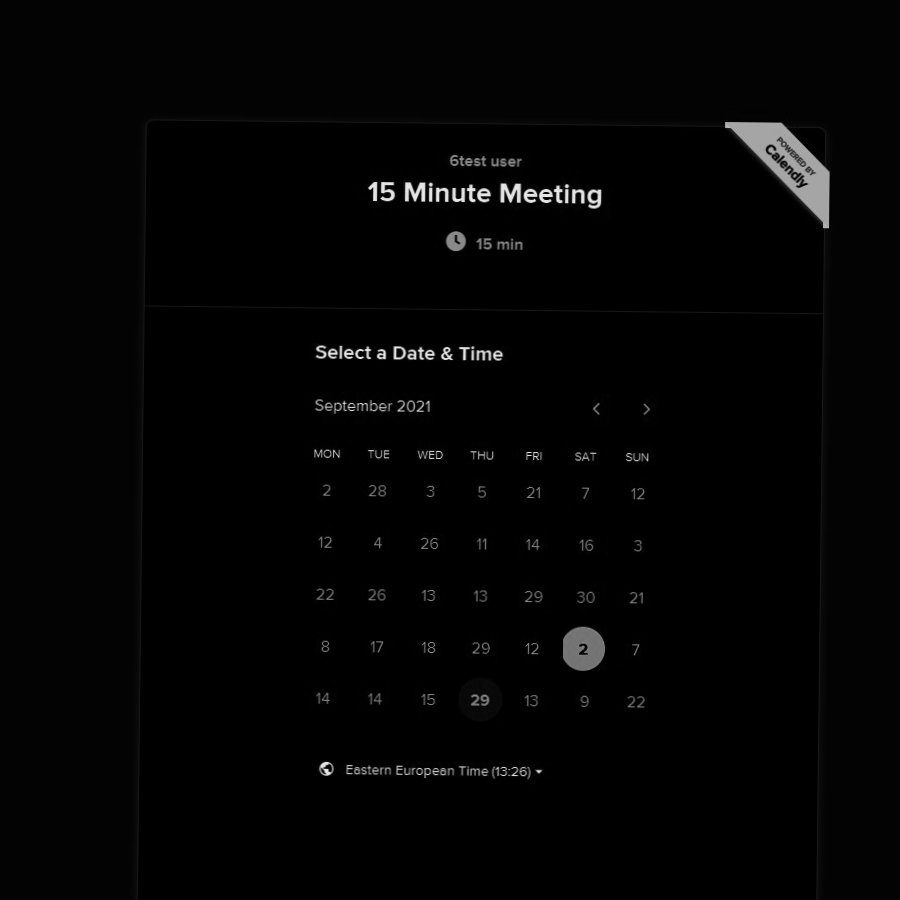 POWERED BY
Calendly
6test user
15 Minute Meeting
15 min
Select a Date & Time
September 2021
MON TUE WED THU FRI SAT SUN
2 28 3 5 21 7 12
12 4 26 11 14 16 3
22 26 13 13 29 30 21
8 17 18 29 12 2 7
14 14 15 29 13 9 22
Eastern European Time (13:26)